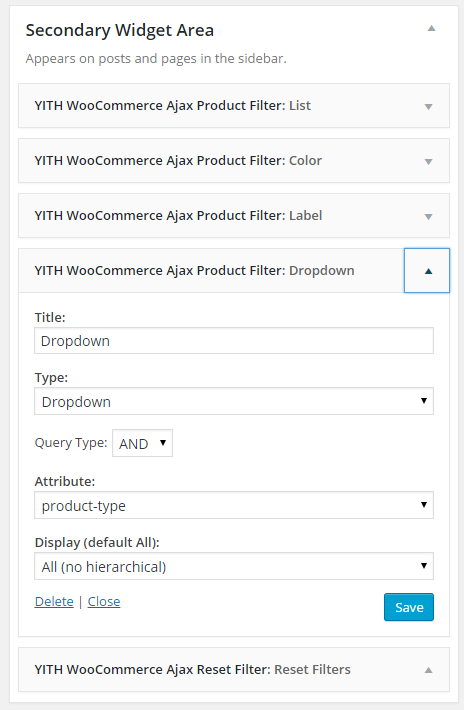 Secondary Widget Area
Appears on posts and pages in the sidebar.
YITH WooCommerce Ajax Product Filter: List
YITH WooCommerce Ajax Product Filter: Color
YITH WooCommerce Ajax Product Filter: Label
YITH WooCommerce Ajax Product Filter: Dropdown
Title:
Dropdown
Type:
Dropdown
Query Type: AND
Attribute:
product-type
Display (default All):
All (no hierarchical)
Delete | Close Save
YITH WooCommerce Ajax Reset Filter: Reset Filters